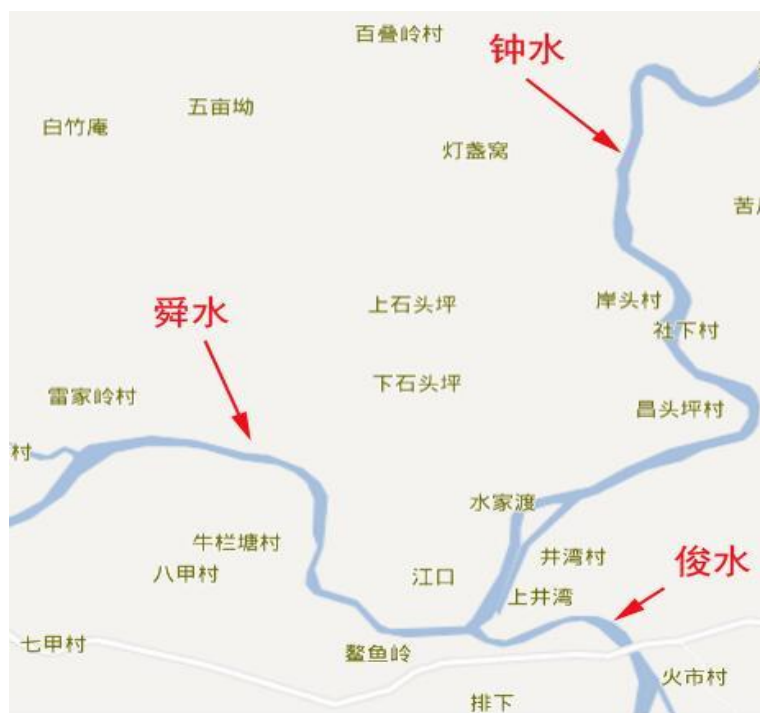 百叠岭村
钟水
五亩坳
白竹庵
灯盏窝
岸头村
舜水
上石头坪
社下村
下石头坪
雷家岭村
昌头坪村
村
水家渡
牛栏塘村
井湾村
俊水
八甲村
江口
上井湾
七甲村
鳌鱼岭
火市村
排下